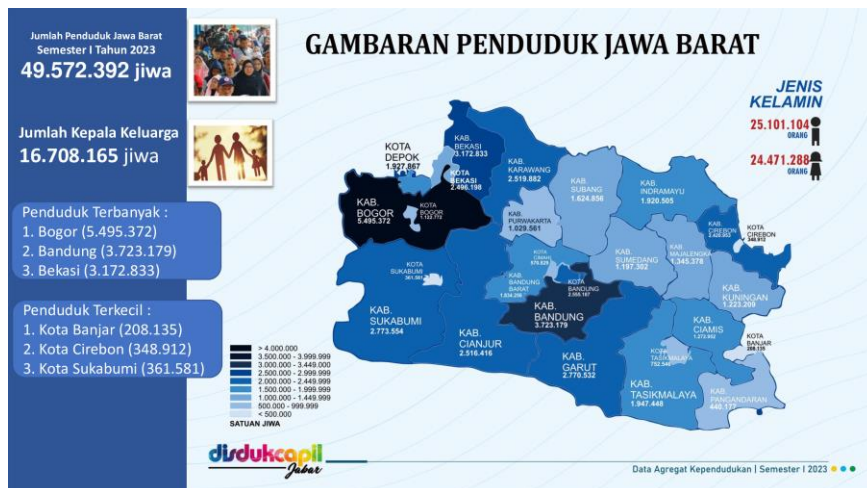 Jumlah Penduduk Jawa Barat
Semester I Tahun 2023
49.572.392 jiwa
Jumlah Kepala Keluarga
16.708.165 jiwa
Penduduk Terbanyak :
1. Bogor (5.495.372)
2. Bandung (3.723.179)
3. Bekasi (3.172.833)
Penduduk Terkecil :
1. Kota Banjar (208.135)
2. Kota Cirebon (348.912)
3. Kota Sukabumi (361.581)
GAMBARAN PENDUDUK JAWA BARAT
JENIS
KELAMIN
25.101.104
ORANG
24.471.288
ORANG
KOTA
DEPOK
1.927.867
KAB.
BEKASI
3.172.833
KOTA
BEKASI
2.496.198
KAB.
KARAWANG
2.519.882
KAB.
SUBANG
1.624.856
KAB.
INDRAMAYU
1.920.505
KAB.
BOGOR
5.495.372
KOTA
BOGOR
KAB.
PURWAKARTA
1.029.561
KAB.
CIREBON
KOTA
CIREBON
348.912
KAB.
SUMEDANG
1.197.302
KAB.
MAJALENGKA
1.345.378
KAB.
KUNINGAN
1.223.209
KOTA
SUKABUMI
361.581
KOTA
CIMAHI
KAB.
BANDUNG
BARAT
KOTA
BANDUNG
KAB.
BANDUNG
3.723.179
KAB.
SUKABUMI
2.773.554
KAB.
CIANJUR
2.516.416
KAB.
GARUT
2.770.532
KAB.
CIAMIS
KOTA
BANJAR
208.135
KOTA
TASIKMALAYA
KAB.
TASIKMALAYA
1.947.448
KAB.
PANGANDARAN
> 4.000.000
3.500.000 - 3.999.999
3.000.000 - 3.449.000
2.500.000 - 2.999.999
2.000.000 - 2.449.999
1.500.000 - 1.999.999
1.000.000 - 1.449.999
500.000 - 999.999
< 500.000
SATUAN JIWA
disdukcapil
Jabar
Data Agregat Kependudukan | Semester I 2023